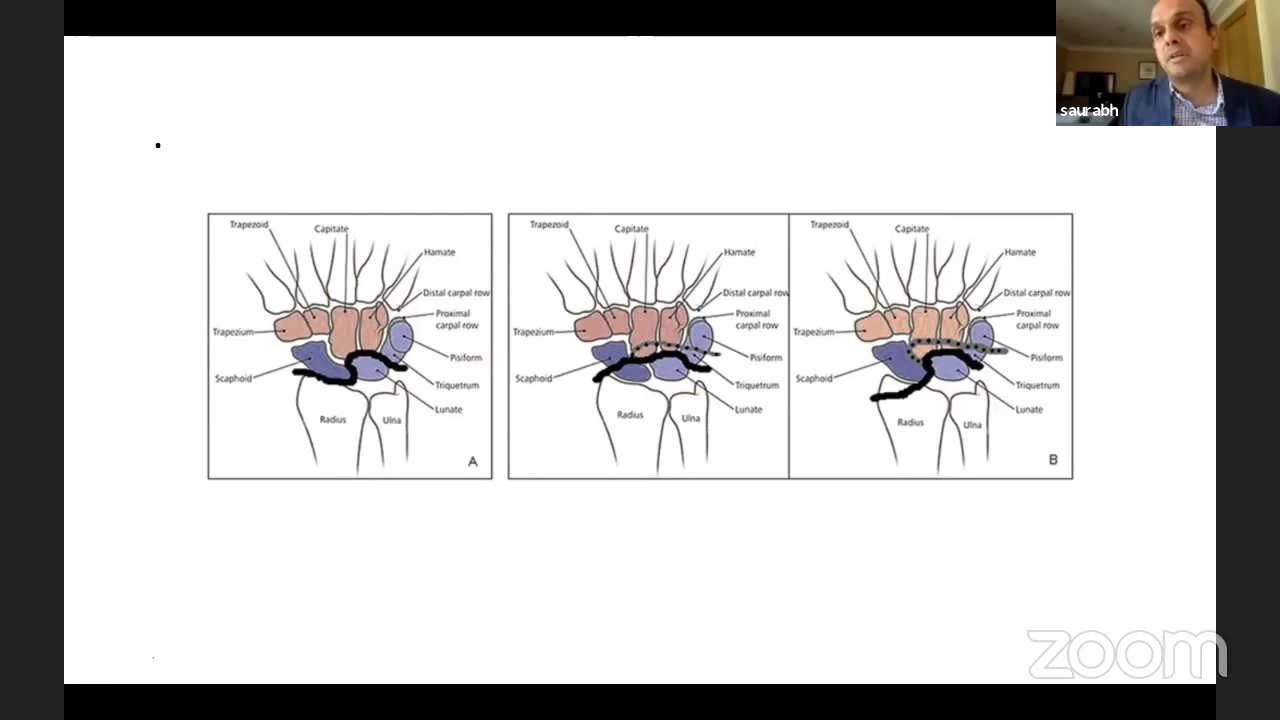 saurabh
Trapezoid
Capitate
Hamate
Distal carpal row
Proximal
carpal row
Trapezium
Pisiform
Scaphoid
Triquetrum
Lunate
Radius
Ulna
A
Trapezoid
Capitate
Hamate
Distal carpal row
Proximal
carpal row
Trapezium
Pisiform
Scaphoid
Triquetrum
Lunate
Radius
Ulna
Trapezoid
Capitate
Hamate
Distal carpal row
Proximal
carpal row
Trapezium
Pisiform
Scaphoid
Triquetrum
Lunate
Radius
Ulna
B
zoom